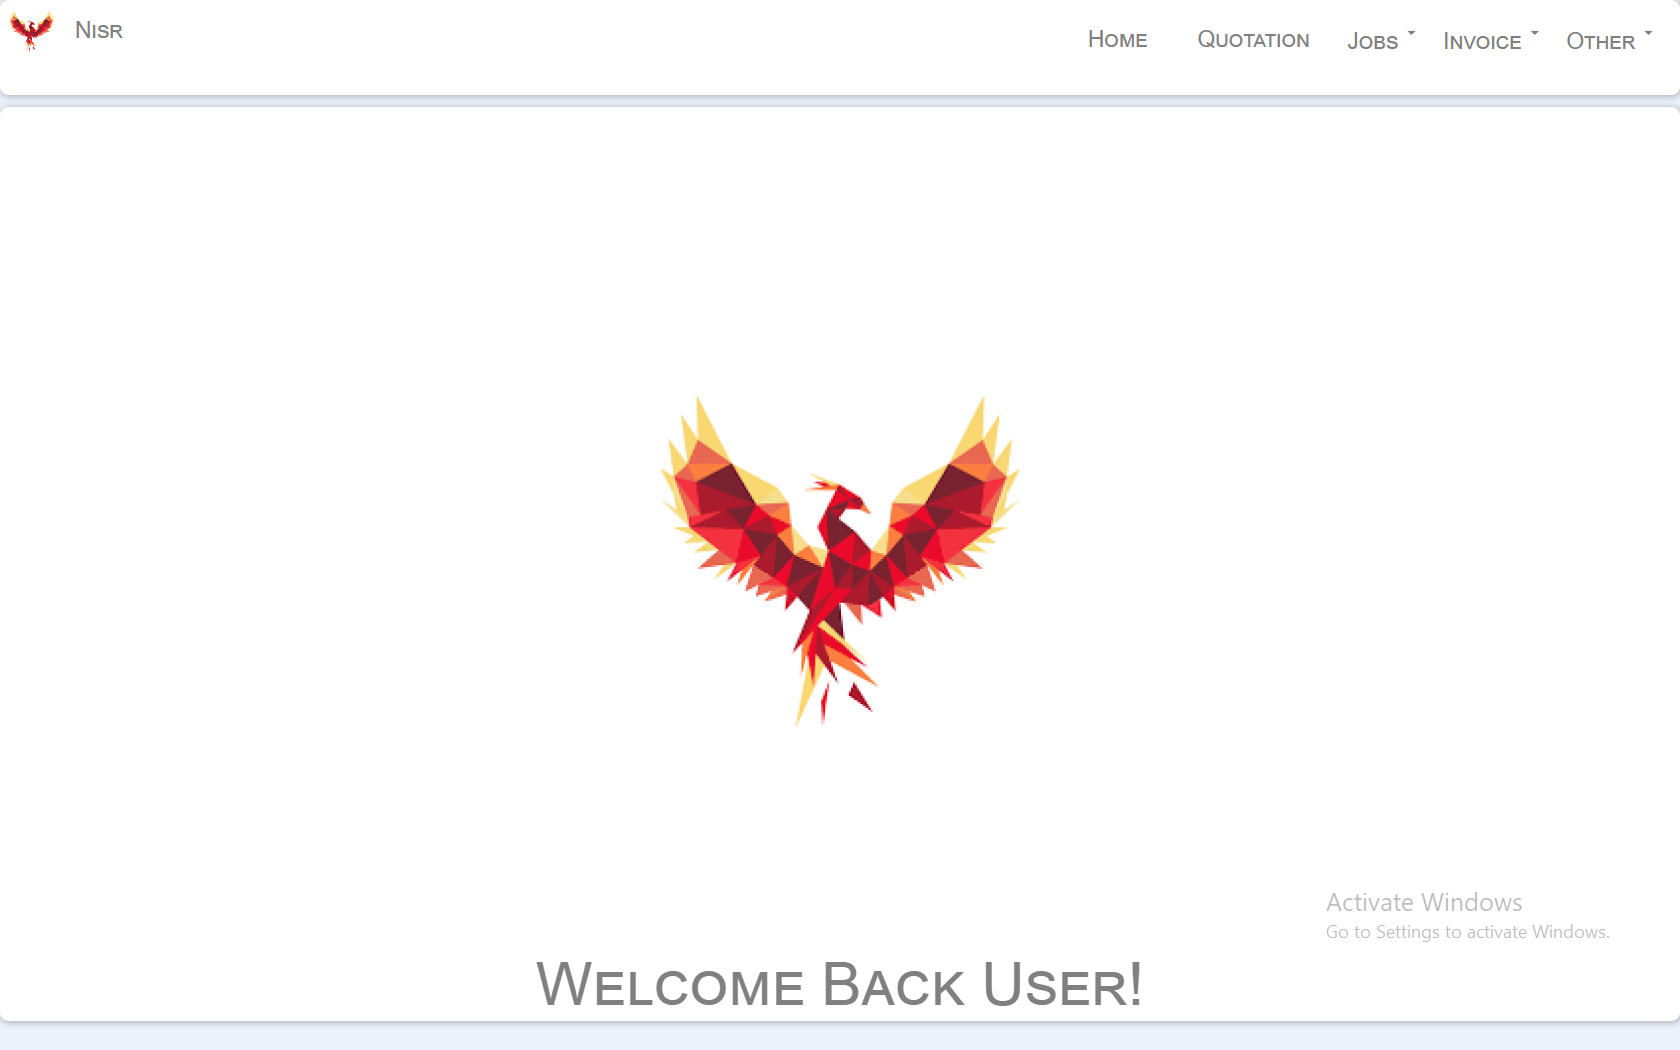 Nisr
Home Quotation Jobs Invoice Other
Activate Windows
Go to Settings to activate Windows.
Welcome Back User!